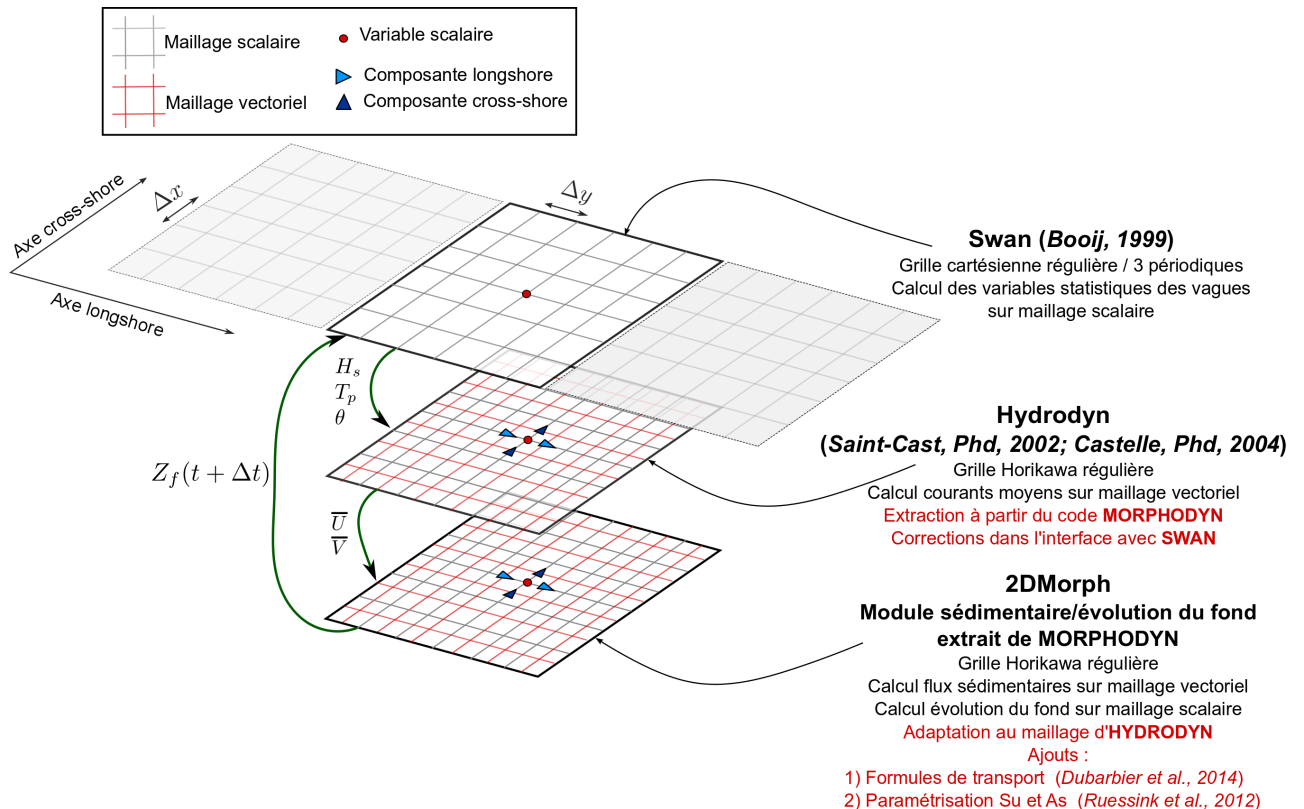 Maillage scalaire
Maillage vectoriel
Variable scalaire
Composante longshore
Composante cross-shore
Axe cross-shore
Δx
Axe longshore
Δy
Swan (Booij, 1999)
Grille cartésienne régulière / 3 périodiques
Calcul des variables statistiques des vagues
sur maillage scalaire
H_s
T_p
θ
Z_f(t + Δt)
Hydrodyn
(Saint-Cast, Phd, 2002; Castelle, Phd, 2004)
Grille Horikawa régulière
Calcul courants moyens sur maillage vectoriel
Extraction à partir du code MORPHODYN
Corrections dans l'interface avec SWAN
U̅
V̅
2DMorph
Module sédimentaire/évolution du fond
extrait de MORPHODYN
Grille Horikawa régulière
Calcul flux sédimentaires sur maillage vectoriel
Calcul évolution du fond sur maillage scalaire
Adaptation au maillage d'HYDRODYN
Ajouts :
1) Formules de transport (Dubarbier et al., 2014)
2) Paramétrisation Su et As (Ruessink et al., 2012)